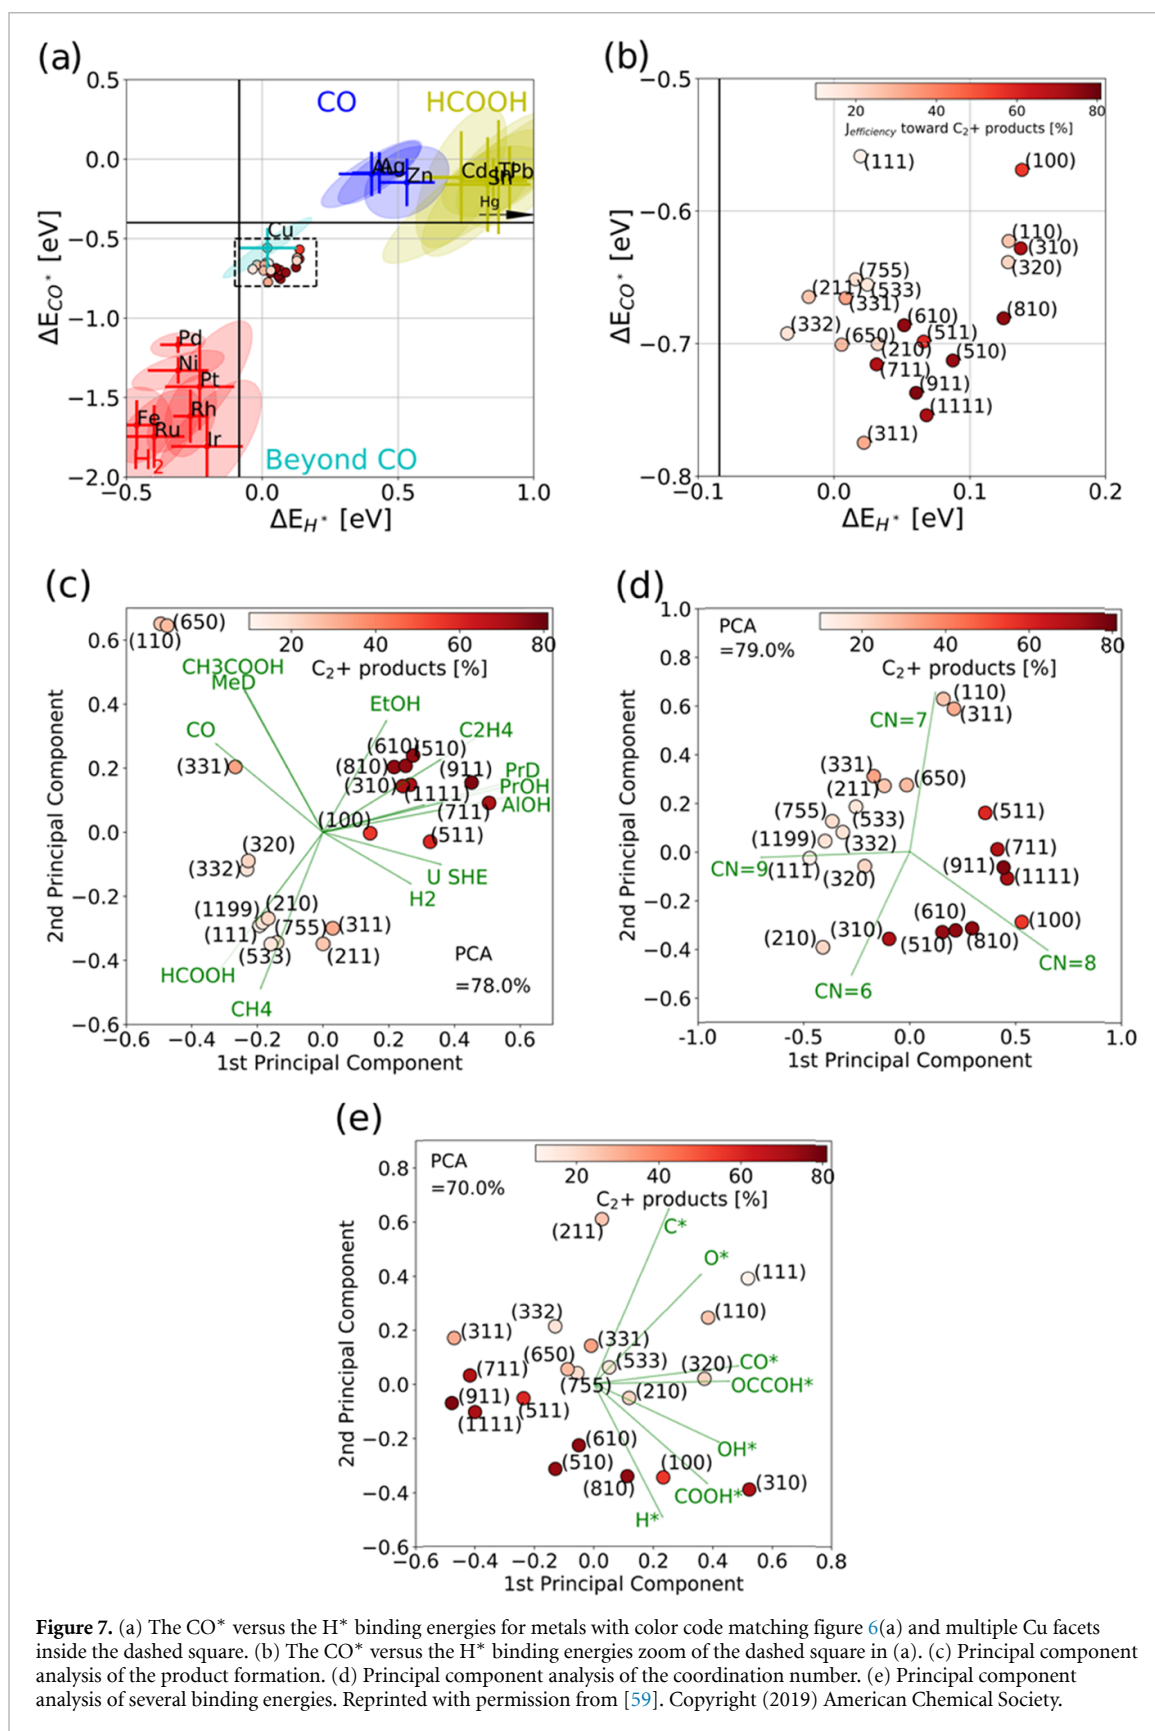 (a)
0.5
0.0
−0.5
−1.0
−1.5
−2.0
ΔE_CO* [eV]
CO
HCOOH
Ag
Zn
Cd
Tl
Pb
Hg
Cu
Pd
Ni
Pt
Rh
Fe
Ru
Ir
H2
Beyond CO
−0.5 0.0 0.5 1.0
ΔE_H* [eV]
(b)
−0.5
−0.6
−0.7
−0.8
ΔE_CO* [eV]
20 40 60 80
J_efficiency toward C2+ products [%]
(111)
(100)
(110)
(310)
(320)
(755)
(211)
(533)
(331)
(810)
(332)
(610)
(650)
(511)
(210)
(510)
(711)
(911)
(1111)
(311)
−0.1 0.0 0.1 0.2
ΔE_H* [eV]
(c)
0.6
0.4
0.2
0.0
−0.2
−0.4
−0.6
2nd Principal Component
20 40 60 80
C2+ products [%]
(650)
(110)
CH3COOH
MeD
EtOH
CO
C2H4
(610)
(510)
(331)
(810)
(911)
PrD
(310)
PrOH
(1111)
AlOH
(711)
(100)
(511)
(320)
(332)
U SHE
H2
(1199)
(210)
(111)
(755)
(311)
(533)
(211)
HCOOH
CH4
PCA
=78.0%
−0.6 −0.4 −0.2 0.0 0.2 0.4 0.6
1st Principal Component
(d)
1.0
0.8
0.6
0.4
0.2
0.0
−0.2
−0.4
−0.6
2nd Principal Component
PCA
=79.0%
20 40 60 80
C2+ products [%]
(110)
(311)
CN=7
(331)
(650)
(211)
(755)
(533)
(511)
(1199)
(332)
(711)
CN=9
(111)
(320)
(911)
(1111)
(310)
(610)
(100)
(210)
(510)
(810)
CN=8
CN=6
-1.0 -0.5 0.0 0.5 1.0
1st Principal Component
(e)
0.8
0.6
0.4
0.2
0.0
−0.2
−0.4
−0.6
2nd Principal Component
PCA
=70.0%
20 40 60 80
C2+ products [%]
(211)
C*
O*
(111)
(332)
(110)
(311)
(331)
(650)
(533)
(320)
CO*
(711)
(755)
(210)
OCCOH*
(911)
(511)
(1111)
(610)
OH*
(510)
(100)
(810)
(310)
COOH*
H*
−0.6 −0.4 −0.2 0.0 0.2 0.4 0.6 0.8
1st Principal Component
Figure 7. (a) The CO* versus the H* binding energies for metals with color code matching figure 6(a) and multiple Cu facets
inside the dashed square. (b) The CO* versus the H* binding energies zoom of the dashed square in (a). (c) Principal component
analysis of the product formation. (d) Principal component analysis of the coordination number. (e) Principal component
analysis of several binding energies. Reprinted with permission from [59]. Copyright (2019) American Chemical Society.